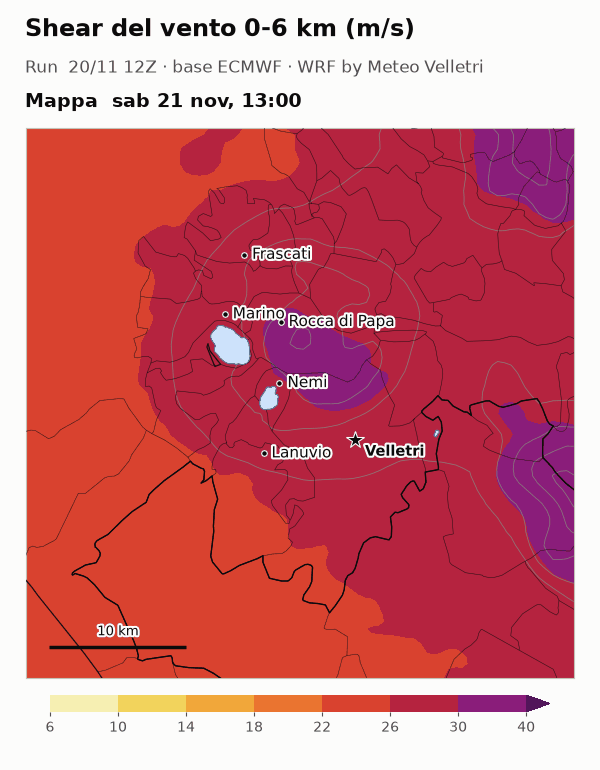 Shear del vento 0-6 km (m/s)
Run  20/11 12Z · base ECMWF · WRF by Meteo Velletri
Mappa  sab 21 nov, 13:00
Frascati
Marino
Rocca di Papa
Nemi
Velletri
Lanuvio
10 km
6 10 14 18 22 26 30 40